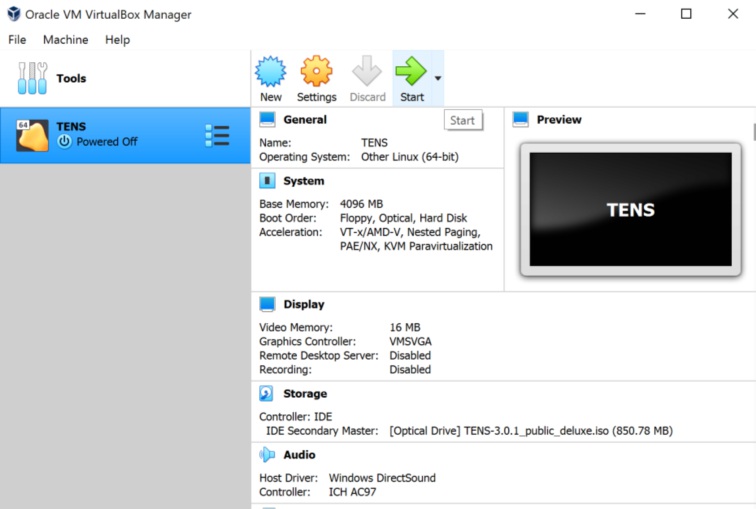 Oracle VM VirtualBox Manager
File Machine Help
Tools
New Settings Discard Start
Start
64
TENS
Powered Off
General
Name: TENS
Operating System: Other Linux (64-bit)
System
Base Memory: 4096 MB
Boot Order: Floppy, Optical, Hard Disk
Acceleration: VT-x/AMD-V, Nested Paging,
PAE/NX, KVM Paravirtualization
Preview
TENS
Display
Video Memory: 16 MB
Graphics Controller: VMSVGA
Remote Desktop Server: Disabled
Recording: Disabled
Storage
Controller: IDE
IDE Secondary Master: [Optical Drive] TENS-3.0.1_public_deluxe.iso (850.78 MB)
Audio
Host Driver: Windows DirectSound
Controller: ICH AC97